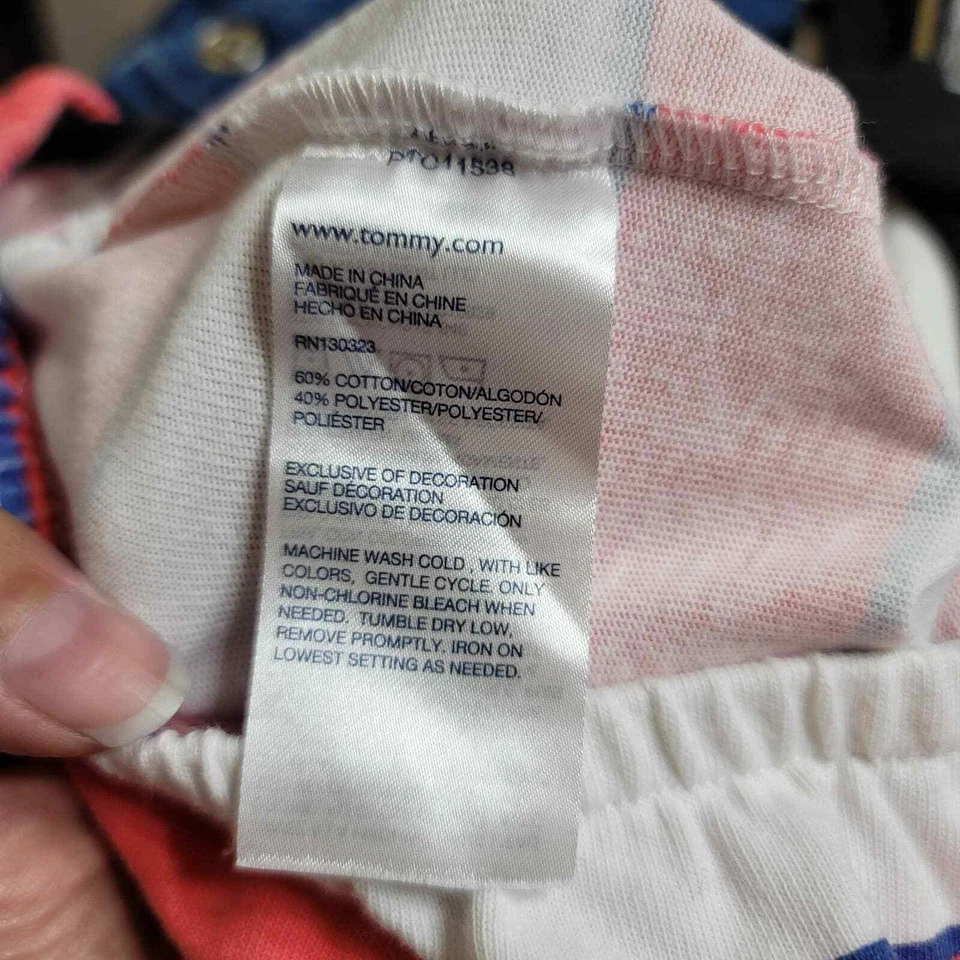 PTO11538
www.tommy.com
MADE IN CHINA
FABRIQUÉ EN CHINE
HECHO EN CHINA
RN130323
60% COTTON/COTON/ALGODÓN
40% POLYESTER/POLYESTER/
POLIÉSTER
EXCLUSIVE OF DECORATION
SAUF DÉCORATION
EXCLUSIVO DE DECORACIÓN
MACHINE WASH COLD , WITH LIKE
COLORS, GENTLE CYCLE. ONLY
NON-CHLORINE BLEACH WHEN
NEEDED. TUMBLE DRY LOW,
REMOVE PROMPTLY. IRON ON
LOWEST SETTING AS NEEDED.